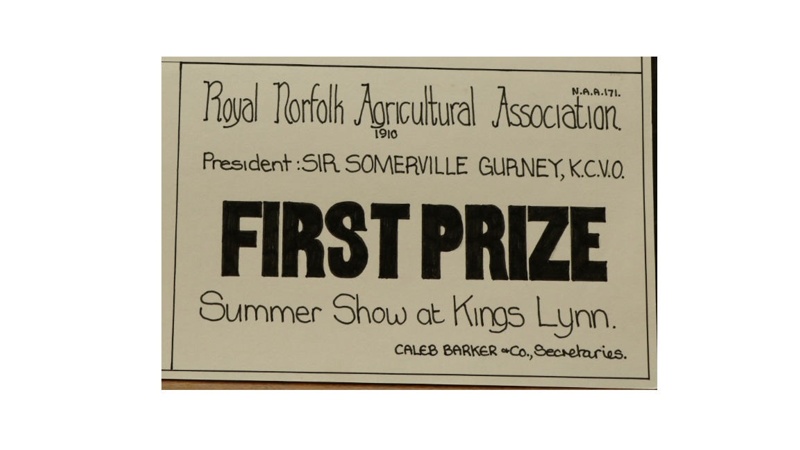 N.A.A.171.
Royal Norfolk Agricultural Association
1910
President: SIR SOMERVILLE GURNEY, K.C.V.O.
FIRST PRIZE
Summer Show at Kings Lynn.
CALEB BARKER & Co., Secretaries.